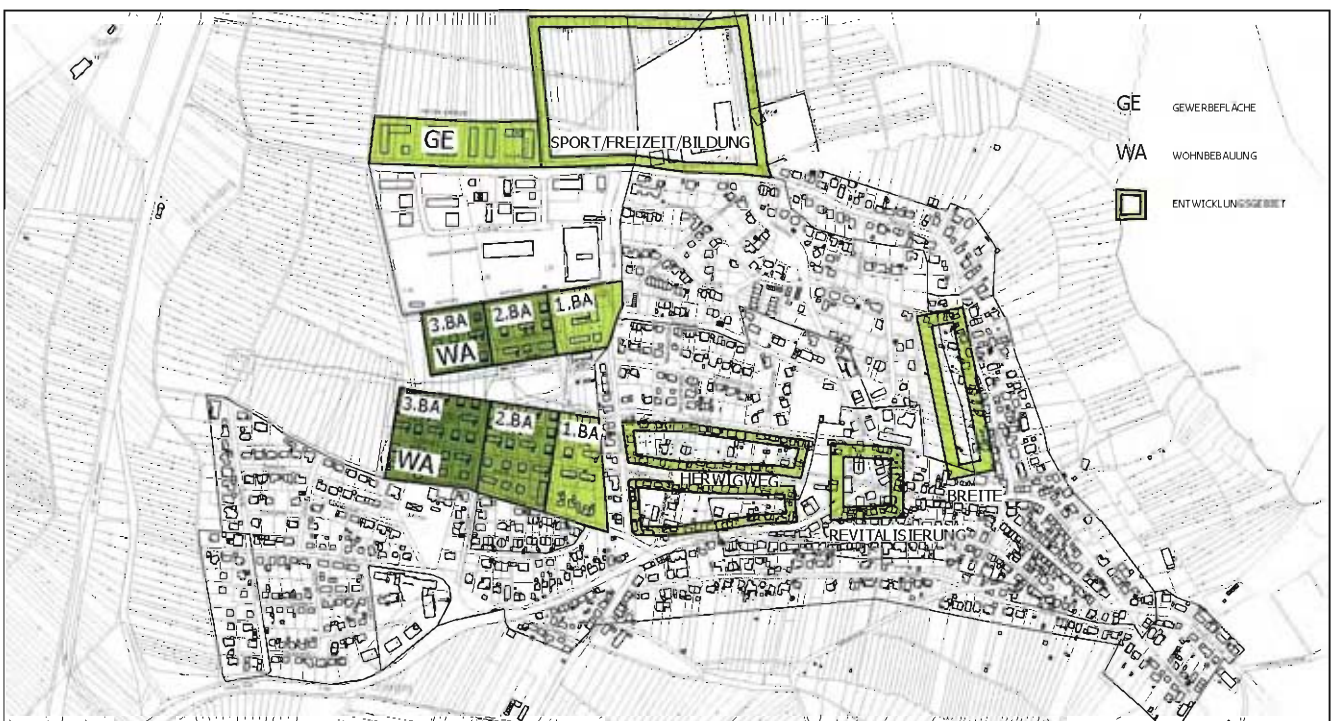 GE
SPORT/FREIZEIT/BILDUNG
GE GEWERBEFLÄCHE
WA WOHNBEBAUUNG
ENTWICKLUNGSGEBIET
3.BA
2.BA
1.BA
WA
3.BA
2.BA
1.BA
WA
HERWIGWEG
BREITE
REVITALISIERUNG